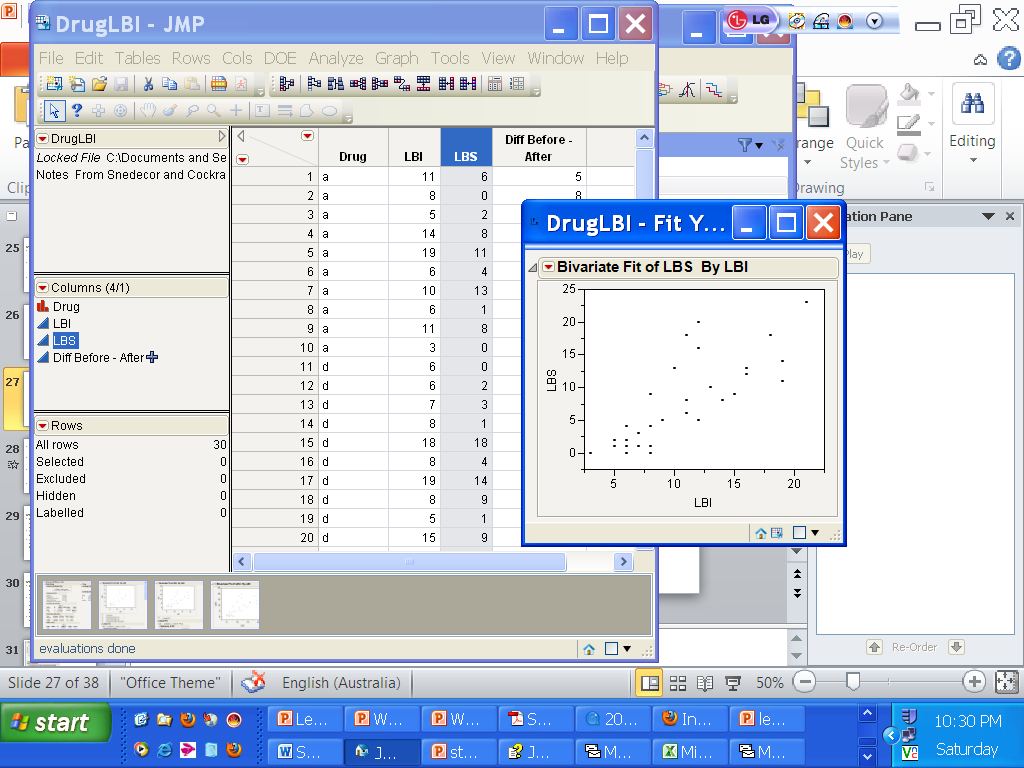 DrugLBI - JMP
LG
File Edit Tables Rows Cols DOE Analyze Graph Tools View Window Help
Quick Styles
Editing
Drawing
DrugLBI
Locked File C:\Documents and Se
Notes From Snedecor and Cockra
Columns (4/1)
Drug
LBI
LBS
Diff Before - After
Rows
All rows 30
Selected 0
Excluded 0
Hidden 0
Labelled 0
Drug LBI LBS Diff Before - After
1 a 11 6 5
2 a 8 0 8
3 a 5 2
4 a 14 8
5 a 19 11
6 a 6 4
7 a 10 13
8 a 6 1
9 a 11 8
10 a 3 0
11 d 6 0
12 d 6 2
13 d 7 3
14 d 8 1
15 d 18 18
16 d 8 4
17 d 19 14
18 d 8 9
19 d 5 1
20 d 15 9
evaluations done
DrugLBI - Fit Y...
Bivariate Fit of LBS By LBI
25
20
15
10
5
0
LBS
5 10 15 20
LBI
ation Pane
Play
Re-Order
25
26
27
28
29
30
31
Slide 27 of 38
"Office Theme"
English (Australia)
50%
start
Le...
W...
W...
S...
20...
In...
le...
S...
J...
st...
J...
M...
Mi...
M...
10:30 PM
Saturday